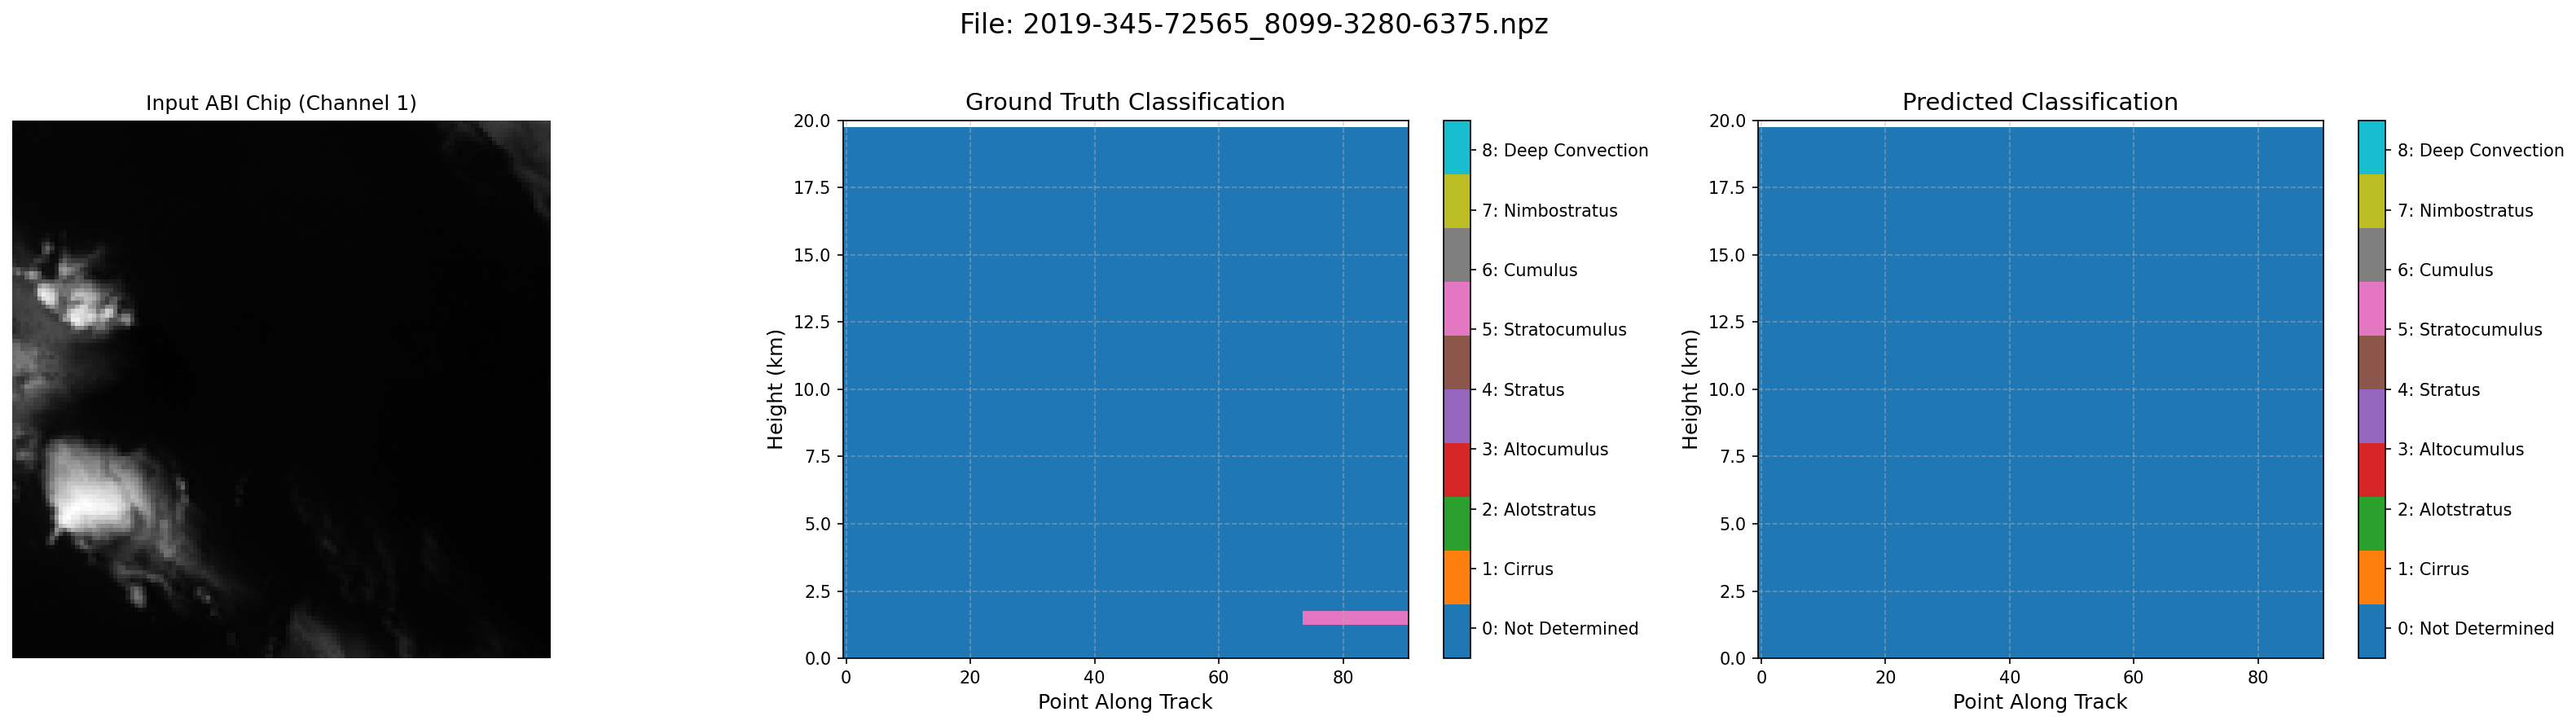 File: 2019-345-72565_8099-3280-6375.npz
Input ABI Chip (Channel 1)
Ground Truth Classification
20.0
17.5
15.0
12.5
10.0
7.5
5.0
2.5
0.0
Height (km)
0
20
40
60
80
Point Along Track
8: Deep Convection
7: Nimbostratus
6: Cumulus
5: Stratocumulus
4: Stratus
3: Altocumulus
2: Alotstratus
1: Cirrus
0: Not Determined
Predicted Classification
20.0
17.5
15.0
12.5
10.0
7.5
5.0
2.5
0.0
Height (km)
0
20
40
60
80
Point Along Track
8: Deep Convection
7: Nimbostratus
6: Cumulus
5: Stratocumulus
4: Stratus
3: Altocumulus
2: Alotstratus
1: Cirrus
0: Not Determined